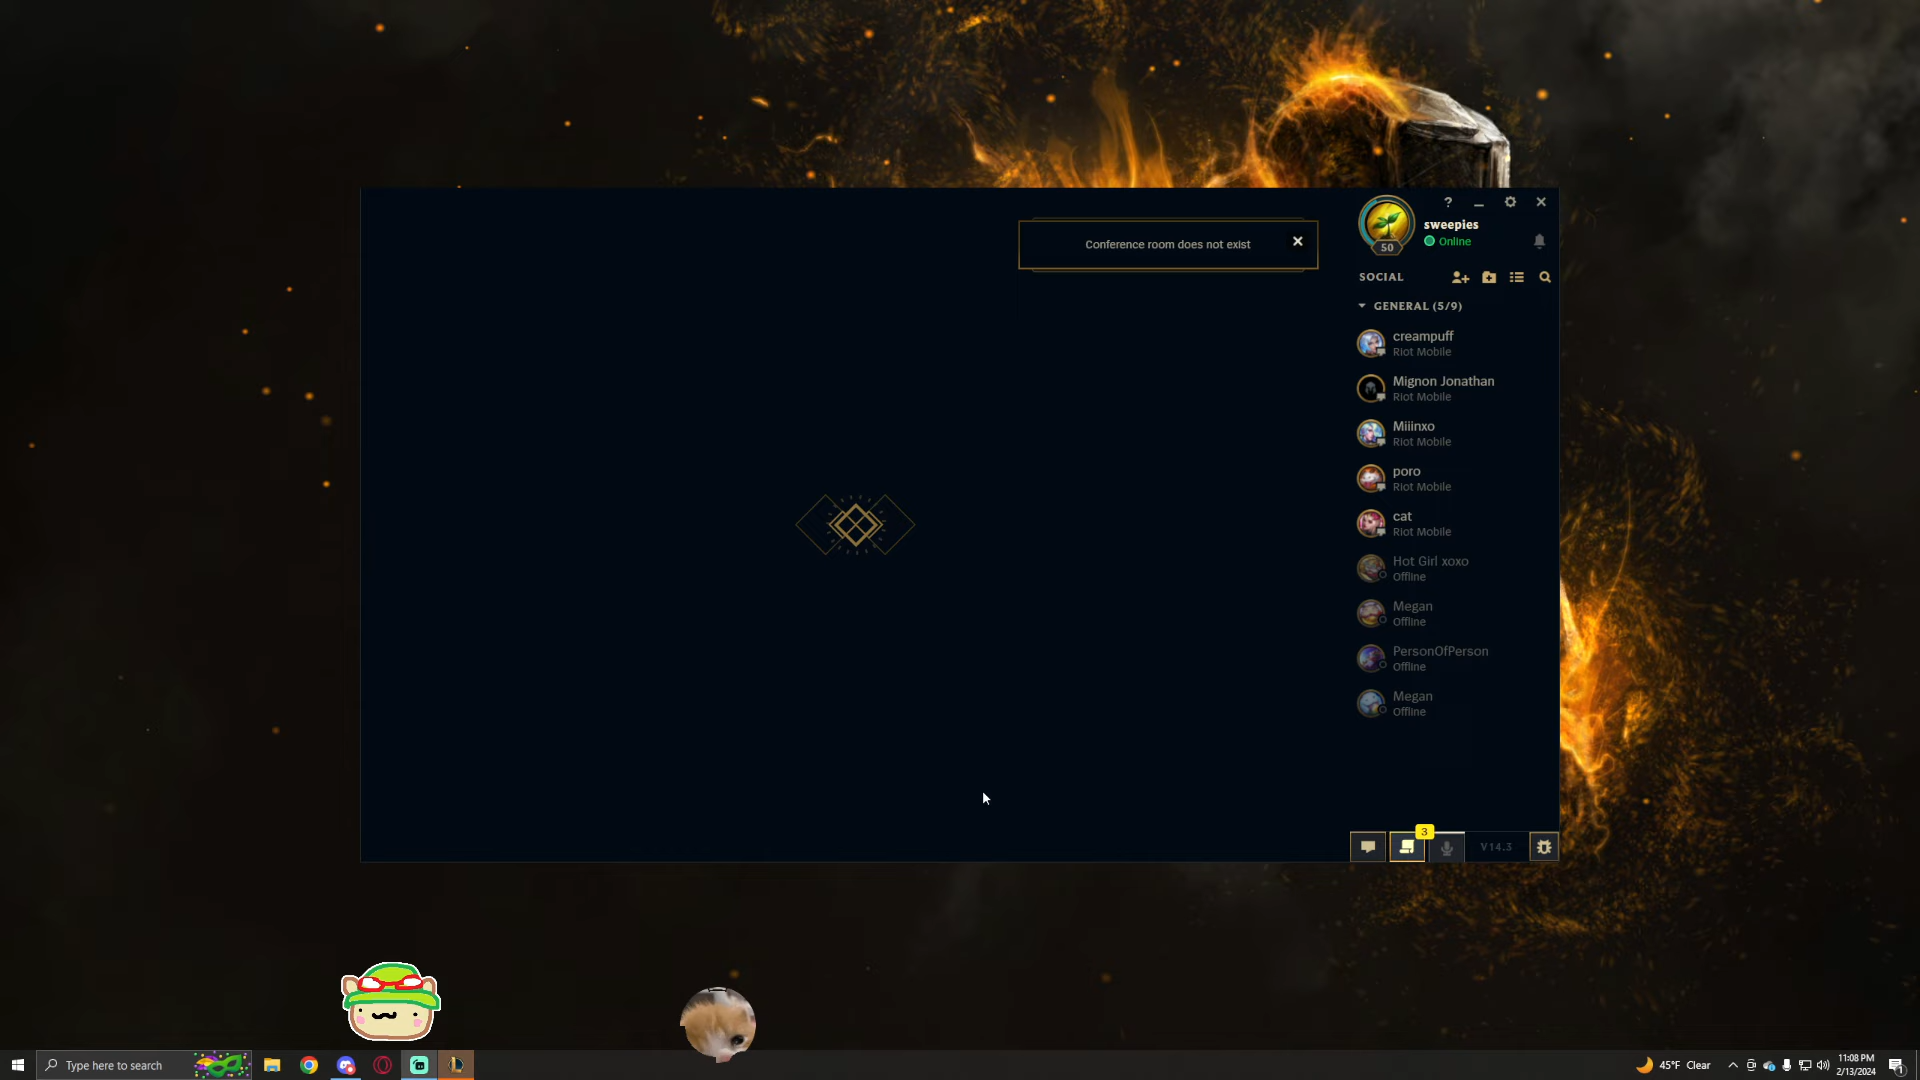 Conference room does not exist
50
sweepies
Online
SOCIAL
GENERAL (5/9)
creampuff
Riot Mobile
Mignon Jonathan
Riot Mobile
Miiinxo
Riot Mobile
poro
Riot Mobile
cat
Riot Mobile
Hot Girl xoxo
Offline
Megan
Offline
PersonOfPerson
Offline
Megan
Offline
3
V14.3
Type here to search
45°F Clear
11:08 PM
2/13/2024
1